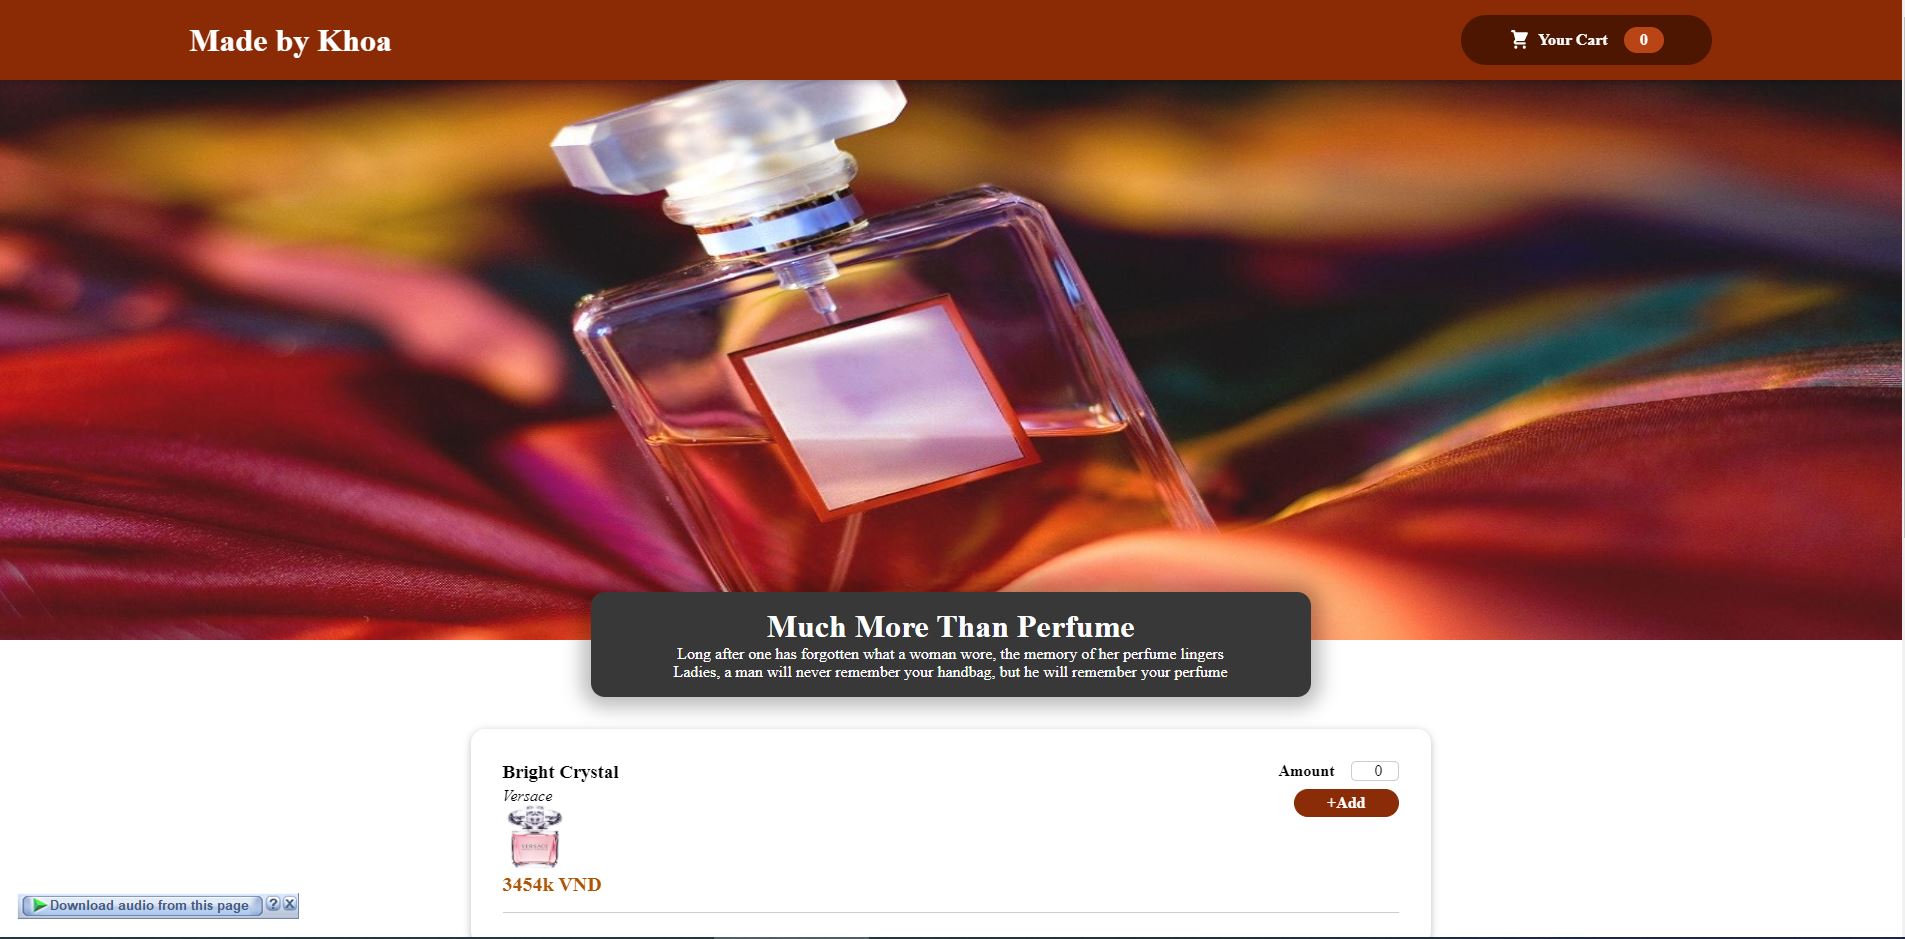 Made by Khoa
Your Cart 0
Much More Than Perfume
Long after one has forgotten what a woman wore, the memory of her perfume lingers
Ladies, a man will never remember your handbag, but he will remember your perfume
Bright Crystal
Amount 0
Versace
+Add
VERSACE
3454k VND
Download audio from this page ? X